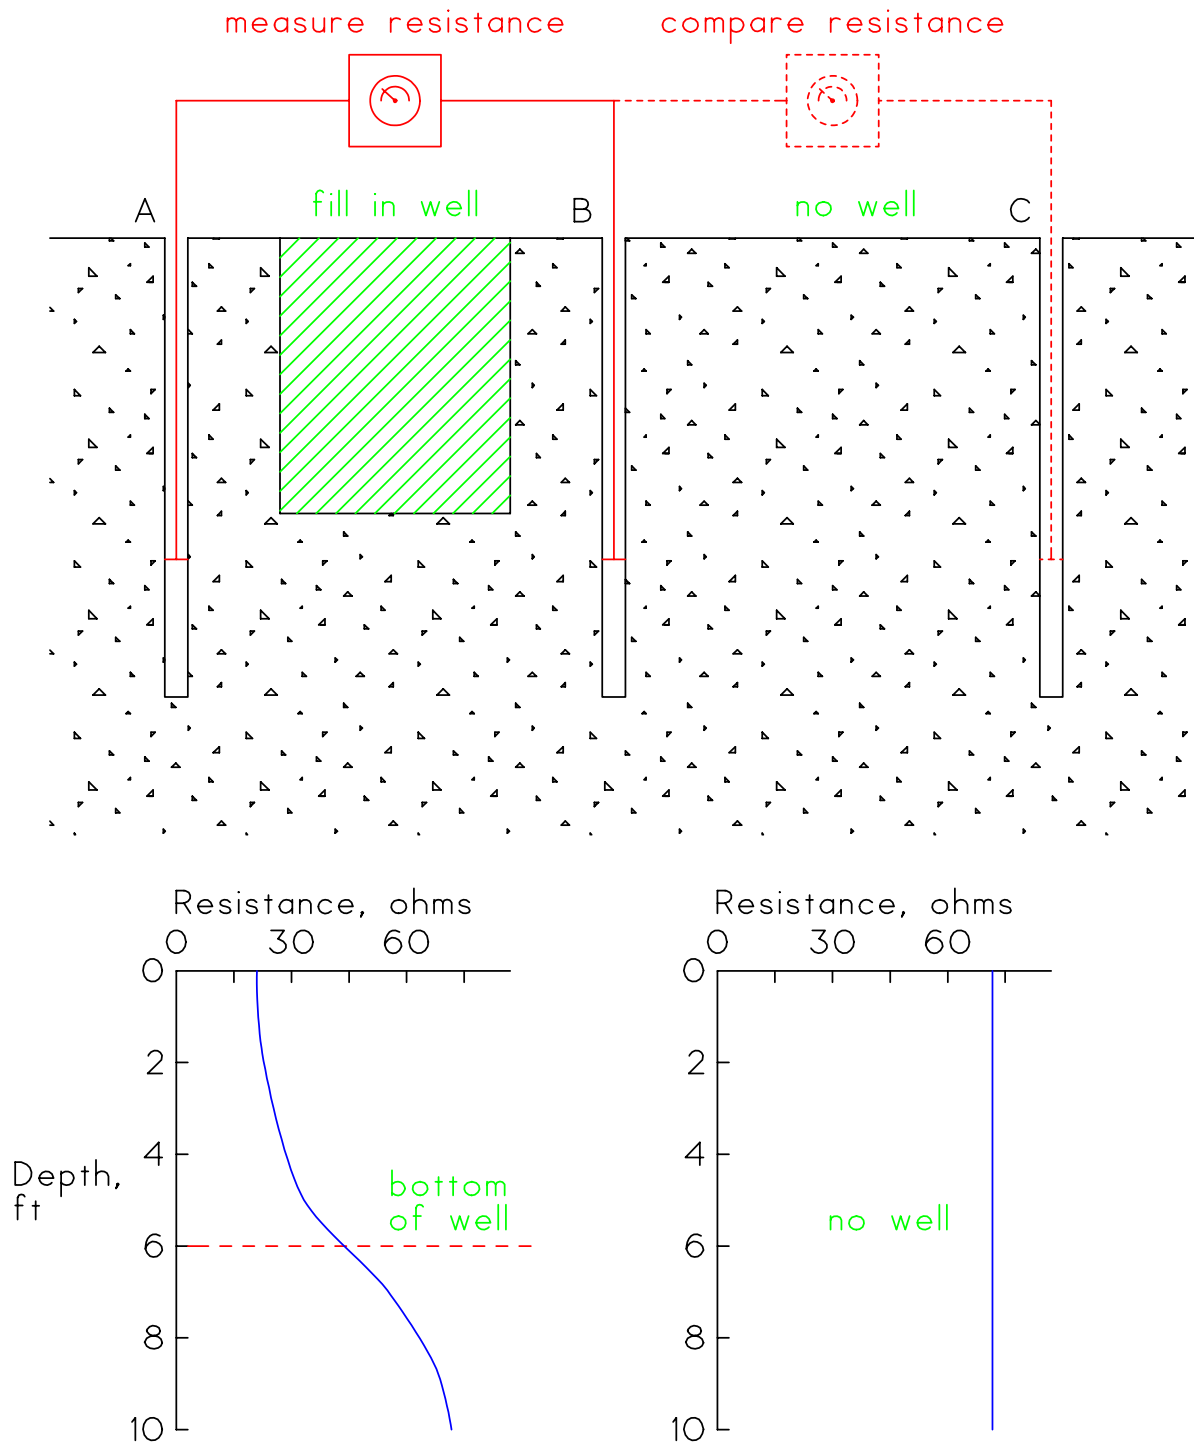 measure resistance
compare resistance
A
fill in well
B
no well
C
Resistance, ohms
0 30 60
0
2
4
6
8
10
Depth,
ft
bottom
of well
Resistance, ohms
0 30 60
0
2
4
6
8
10
no well